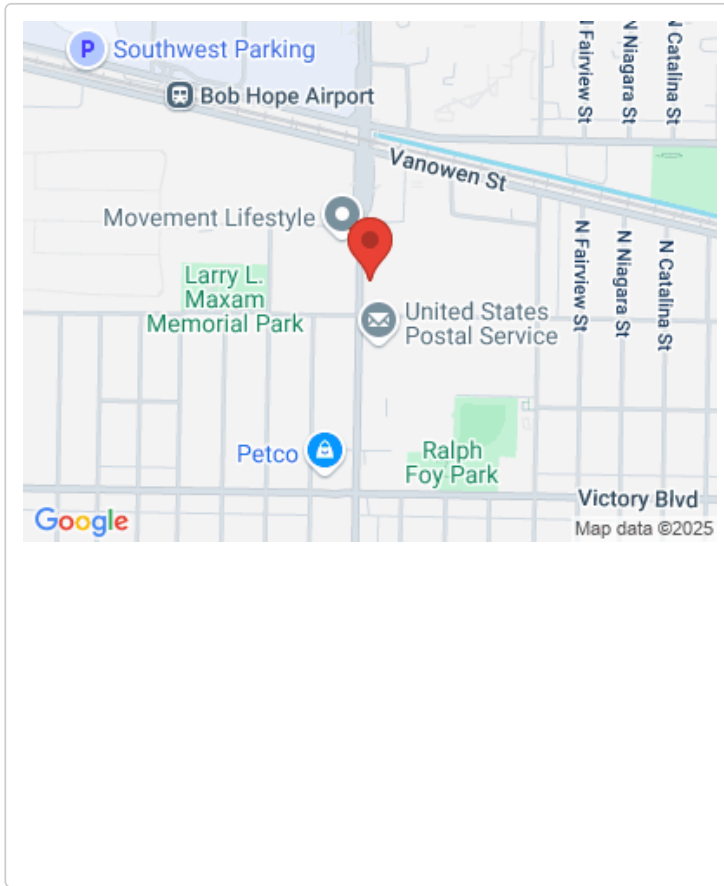 Southwest Parking
P
Bob Hope Airport
N Fairview St
N Niagara St
N Catalina St
Vanowen St
Movement Lifestyle
Larry L.
Maxam
Memorial Park
United States
Postal Service
N Fairview St
N Niagara St
N Catalina St
Petco
Ralph
Foy Park
Victory Blvd
Google
Map data ©2025